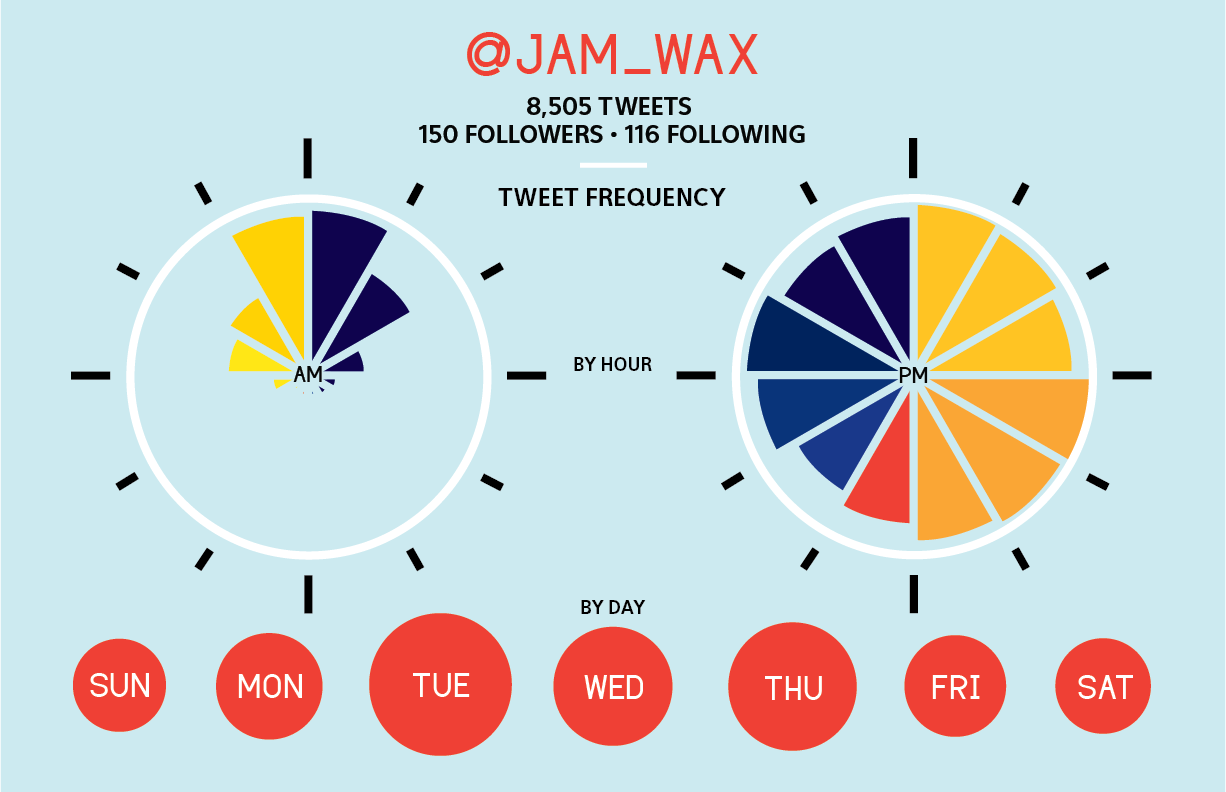 @JAM_WAX
8,505 TWEETS
150 FOLLOWERS • 116 FOLLOWING
TWEET FREQUENCY
BY HOUR
AM
PM
BY DAY
SUN
MON
TUE
WED
THU
FRI
SAT